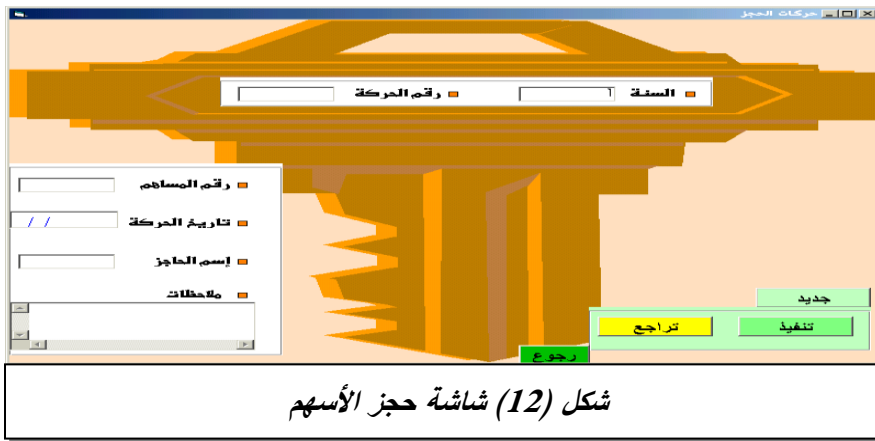 حركات الحجز
السنة ٦ رقم الحركة
رقم المساهم
تاريخ الحركة / /
إسم الحاجز
ملاحظات
جديد
تنفيذ تراجع
رجوع
شكل (12) شاشة حجز الأسهم